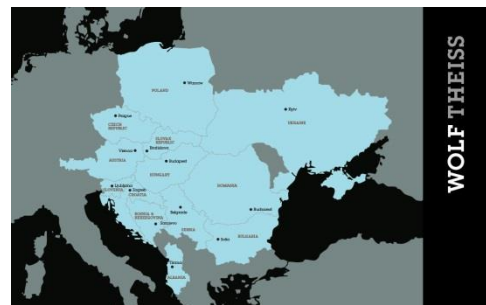 POLAND
Warsaw
Prague
CZECH
REPUBLIC
Kyiv
UKRAINE
SLOVAK
REPUBLIC
Vienna
Bratislava
AUSTRIA
Budapest
HUNGARY
Ljubljana
SLOVENIA
Zagreb
CROATIA
ROMANIA
BOSNIA &
HERZEGOVINA
Belgrade
Bucharest
Sarajevo
SERBIA
Sofia
BULGARIA
Tirana
ALBANIA
WOLF THEISS